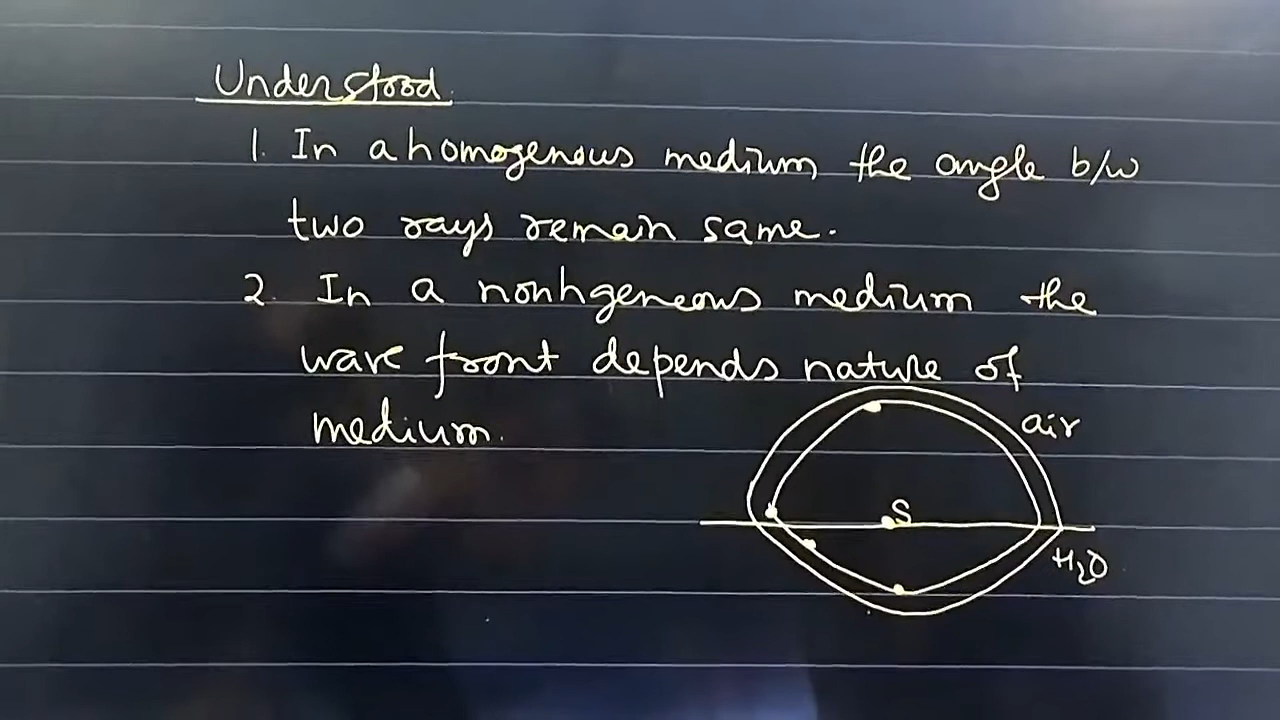 Understood
1. In a homogenous medium, the angle b/w
two rays remain same.
2. In a nonhgeneous medium the
wave front depends nature of
medium.
air
S
H₂O